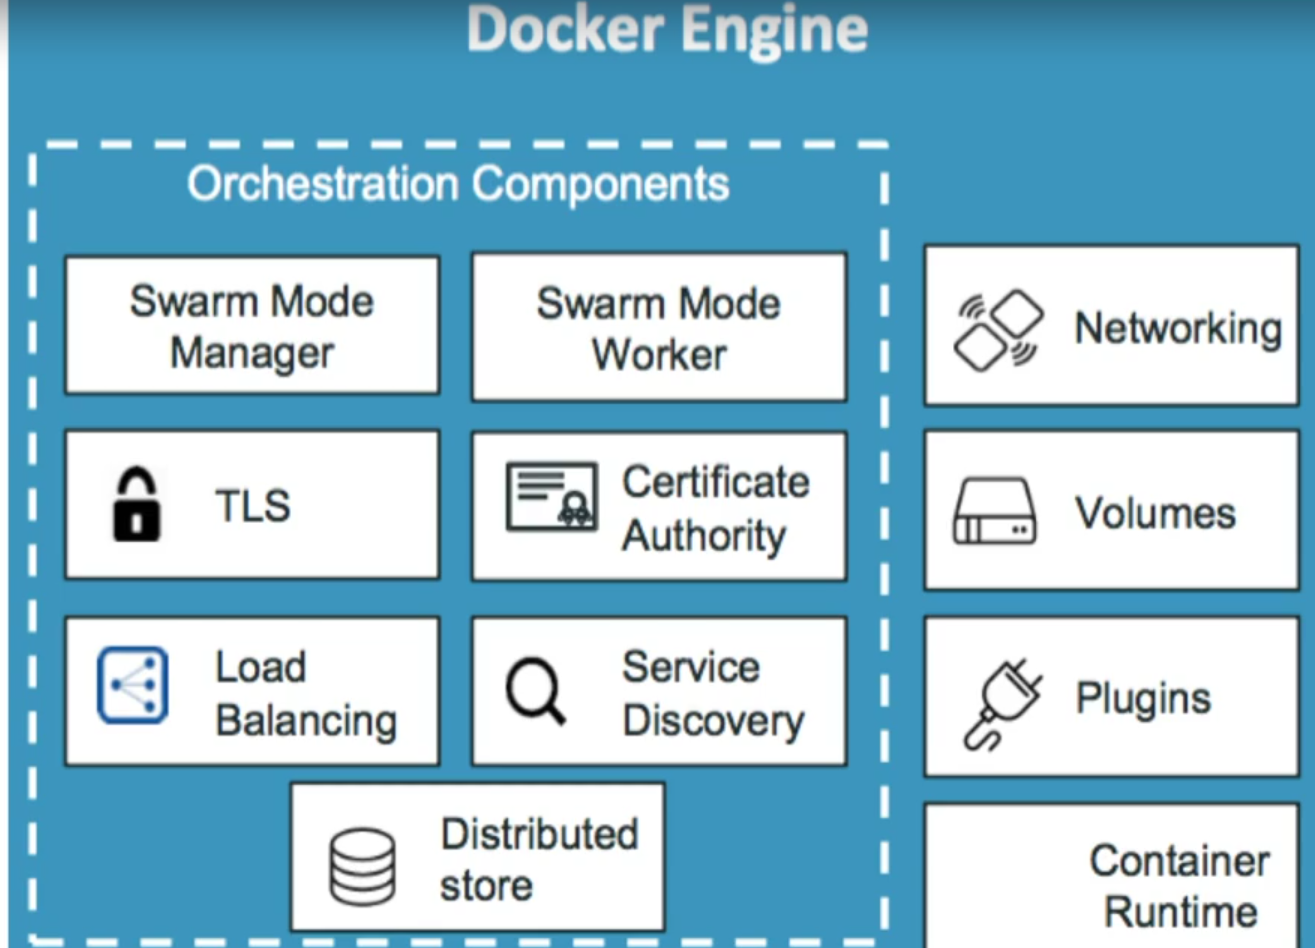 Docker Engine
Orchestration Components
Swarm Mode
Manager
Swarm Mode
Worker
TLS
Certificate
Authority
Load
Balancing
Service
Discovery
Distributed
store
Networking
Volumes
Plugins
Container
Runtime